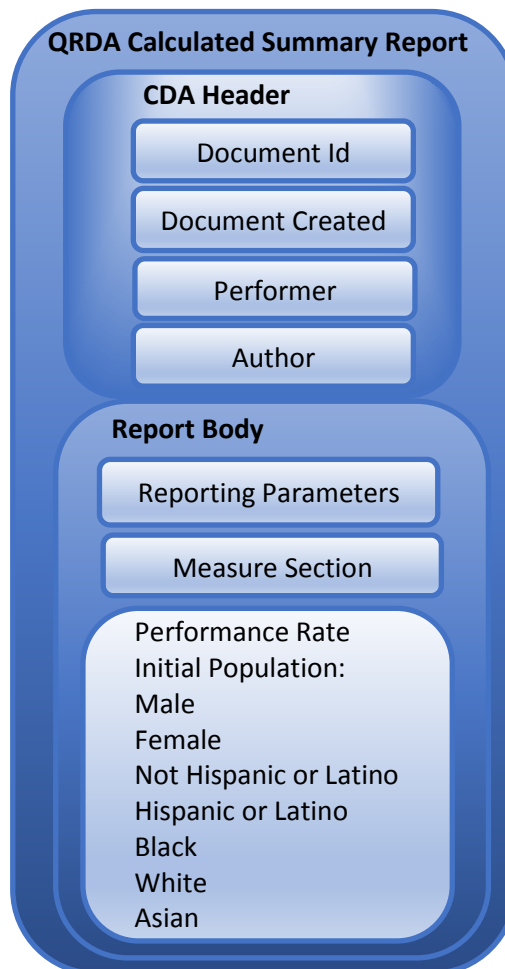 QRDA Calculated Summary Report
CDA Header
Document Id
Document Created
Performer
Author
Report Body
Reporting Parameters
Measure Section
Performance Rate
Initial Population:
Male
Female
Not Hispanic or Latino
Hispanic or Latino
Black
White
Asian